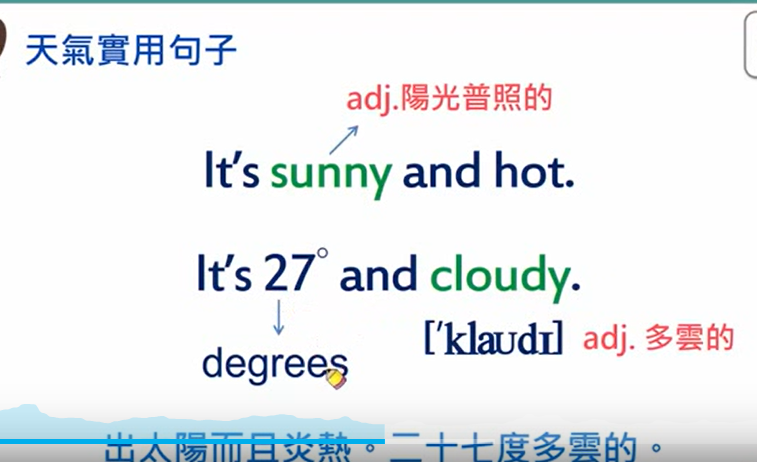 天氣實用句子
adj.陽光普照的
It's sunny and hot.
It's 27° and cloudy.
degrees
[ˈklaʊdɪ] adj. 多雲的
出太陽而且炎熱。二十七度多雲的。